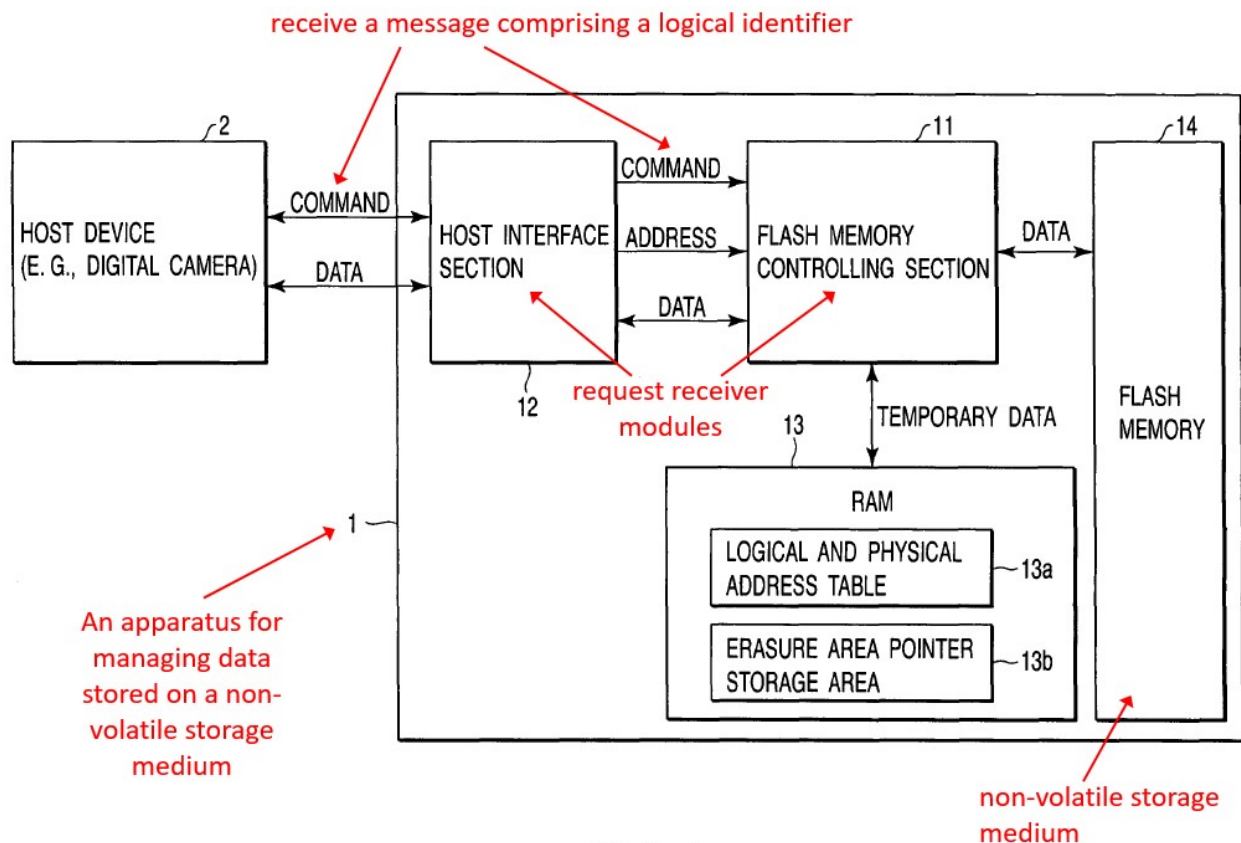 receive a message comprising a logical identifier
2
11
14
HOST DEVICE
(E. G., DIGITAL CAMERA)
COMMAND
DATA
HOST INTERFACE
SECTION
12
COMMAND
ADDRESS
DATA
FLASH MEMORY
CONTROLLING SECTION
DATA
FLASH
MEMORY
request receiver
modules
TEMPORARY DATA
13
RAM
1
LOGICAL AND PHYSICAL
ADDRESS TABLE
13a
ERASURE AREA POINTER
STORAGE AREA
13b
An apparatus for
managing data
stored on a non-
volatile storage
medium
non-volatile storage
medium